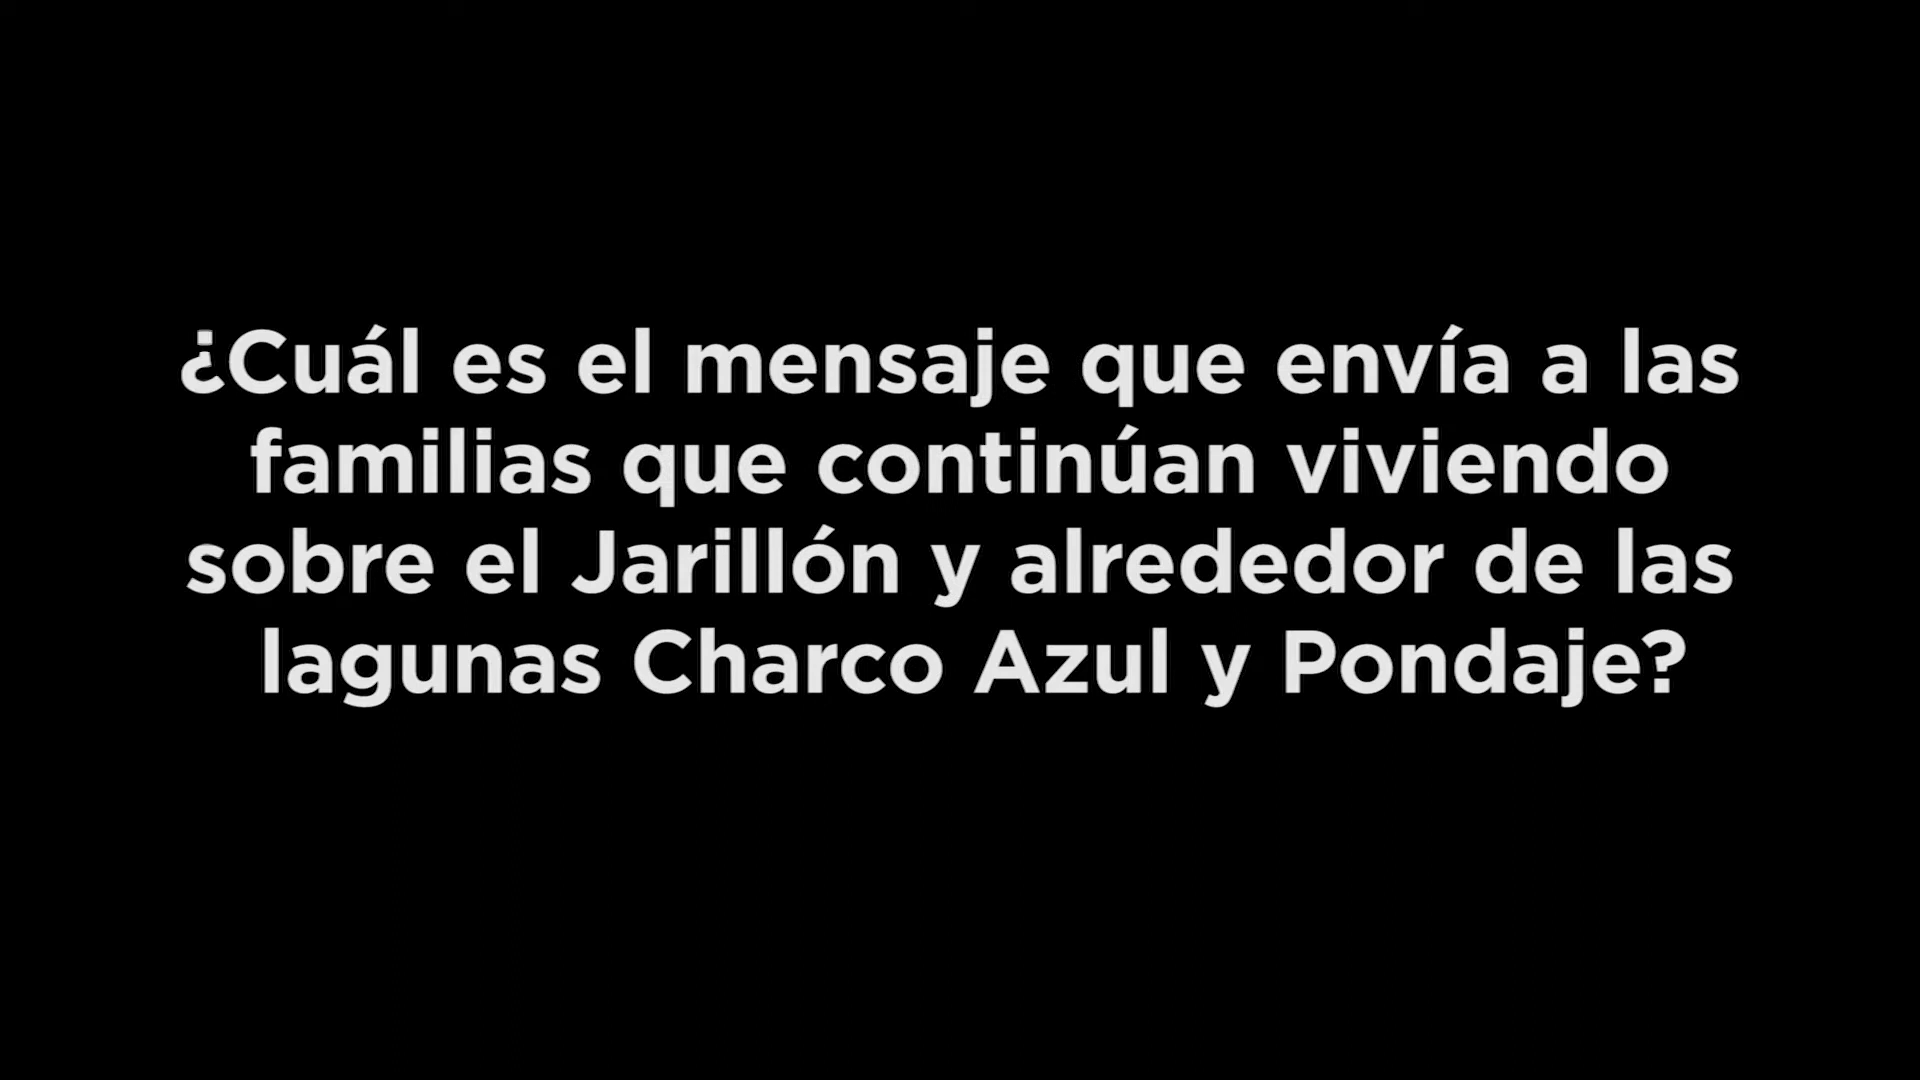 ¿Cuál es el mensaje que envía a las
familias que continúan viviendo
sobre el Jarillón y alrededor de las
lagunas Charco Azul y Pondaje?